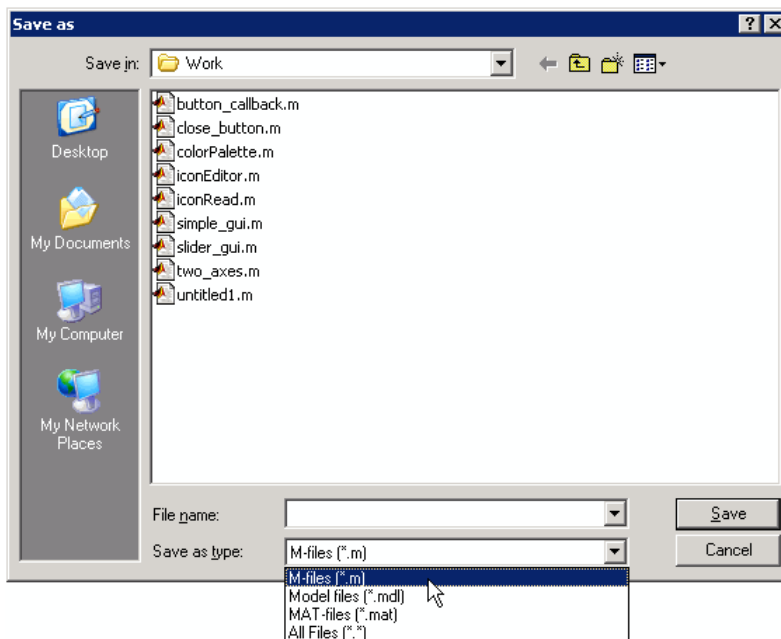 Save as
Save in:
Work
Desktop
My Documents
My Computer
My Network
Places
button_callback.m
close_button.m
colorPalette.m
iconEditor.m
iconRead.m
simple_gui.m
slider_gui.m
two_axes.m
untitled1.m
File name:
Save
Save as type:
M-files (*.m)
Cancel
M-files (*.m)
Model files (*.mdl)
MAT-files (*.mat)
All Files (*.*)